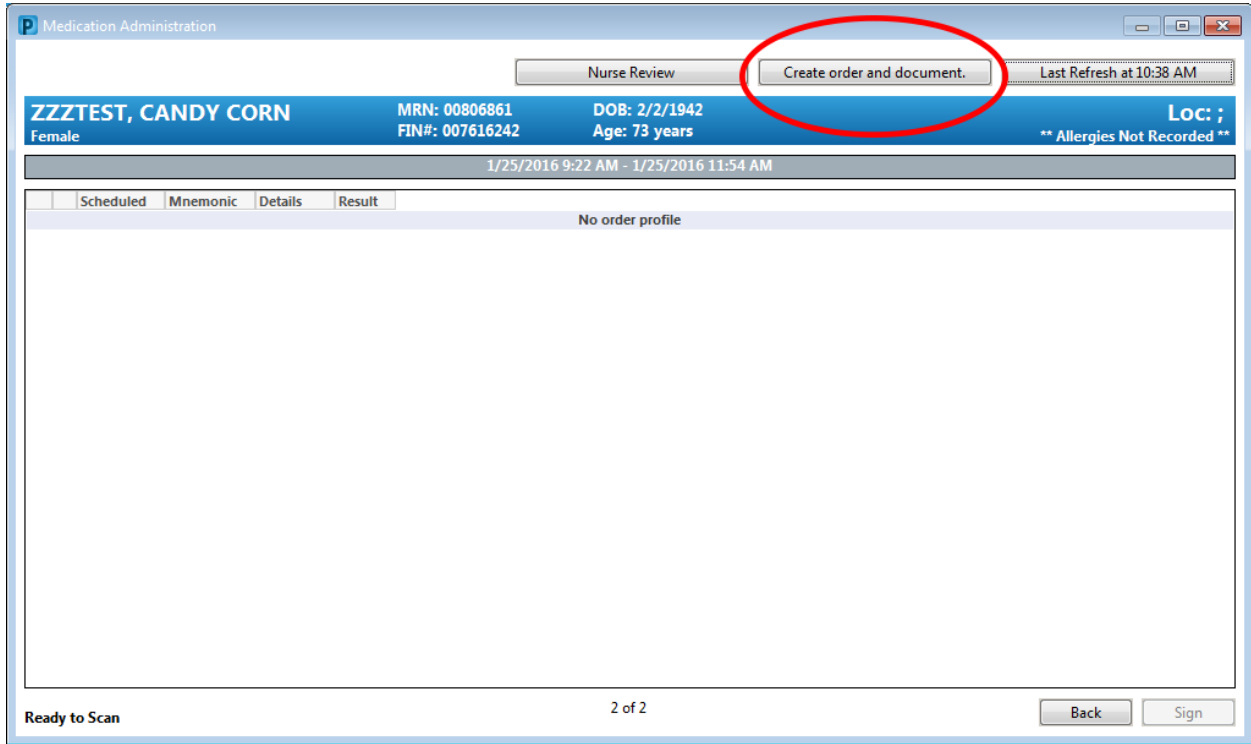 P Medication Administration
Nurse Review
Create order and document.
Last Refresh at 10:38 AM
ZZZTEST, CANDY CORN MRN: 00806861 DOB: 2/2/1942 Loc: ;
Female FIN#: 007616242 Age: 73 years ** Allergies Not Recorded **
1/25/2016 9:22 AM - 1/25/2016 11:54 AM
Scheduled Mnemonic Details Result
No order profile
Ready to Scan 2 of 2 Back Sign